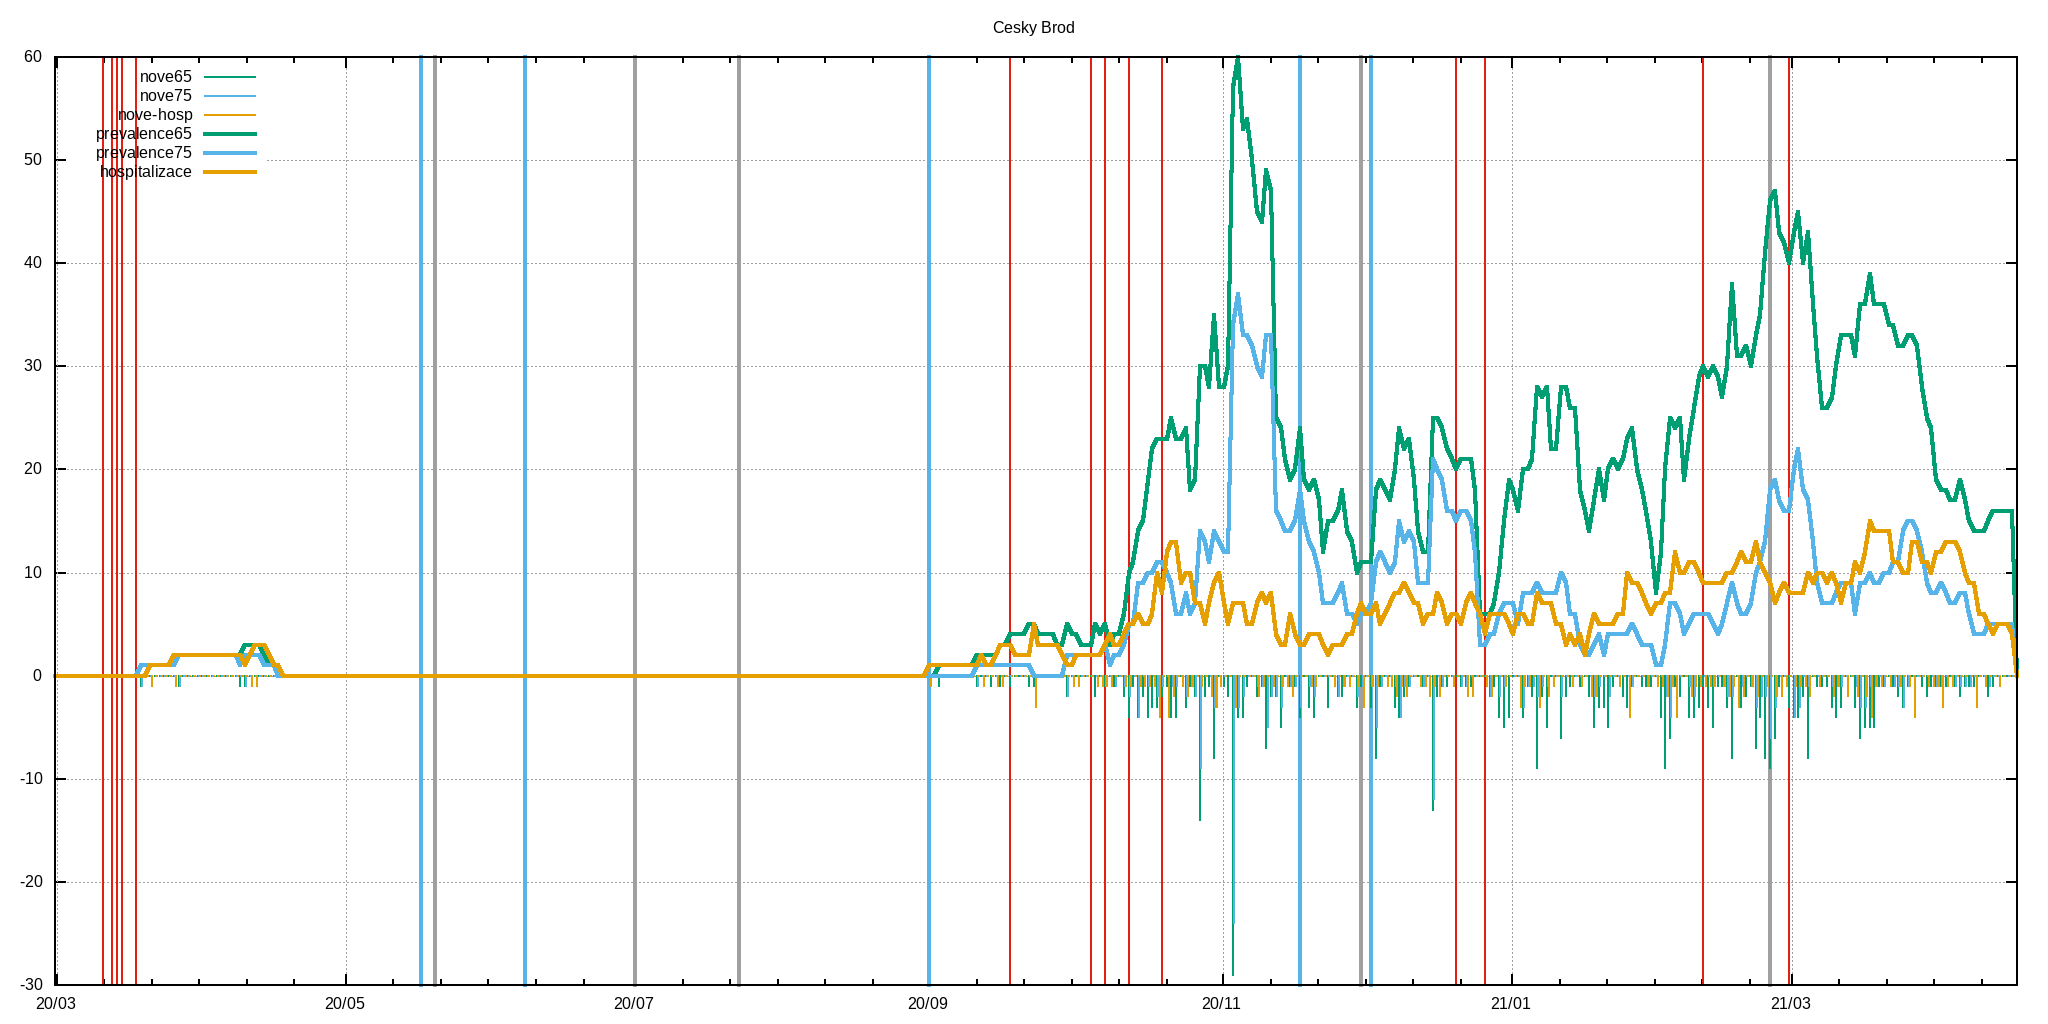 Cesky Brod
60
nove65
nove75
nove-hosp
prevalence65
prevalence75
hospitalizace
50
40
30
20
10
0
-10
-20
-30
20/03 20/05 20/07 20/09 20/11 21/01 21/03